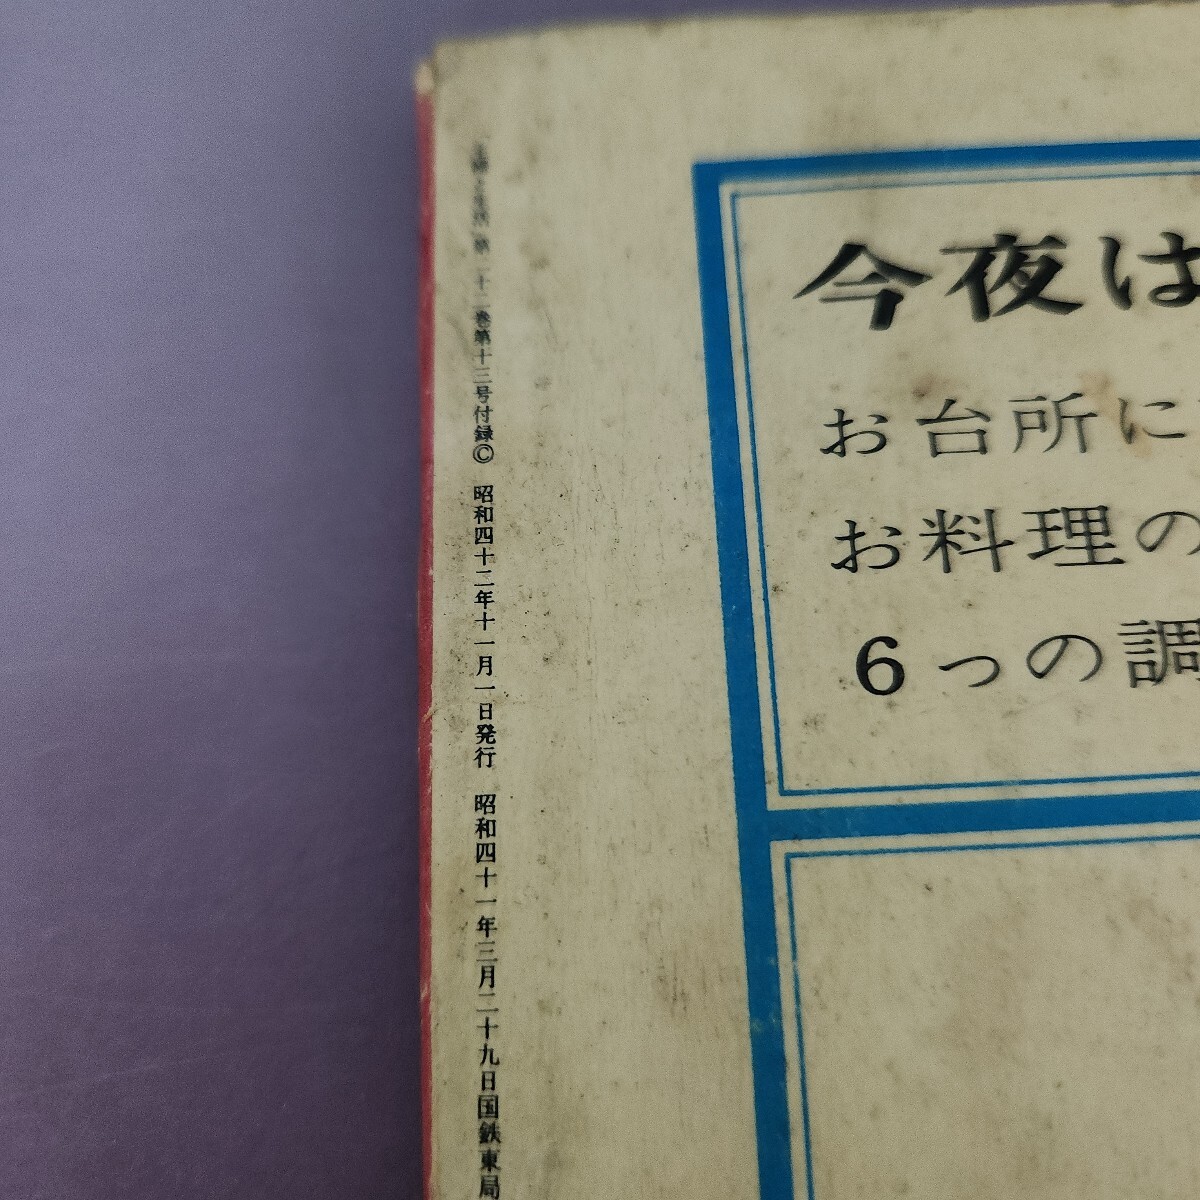 「主婦と生活」第二十二巻第十三号付録© 昭和四十二年十一月一日発行 昭和四十一年三月二十九日国鉄東局
今夜は
お台所に
お料理の
6つの調